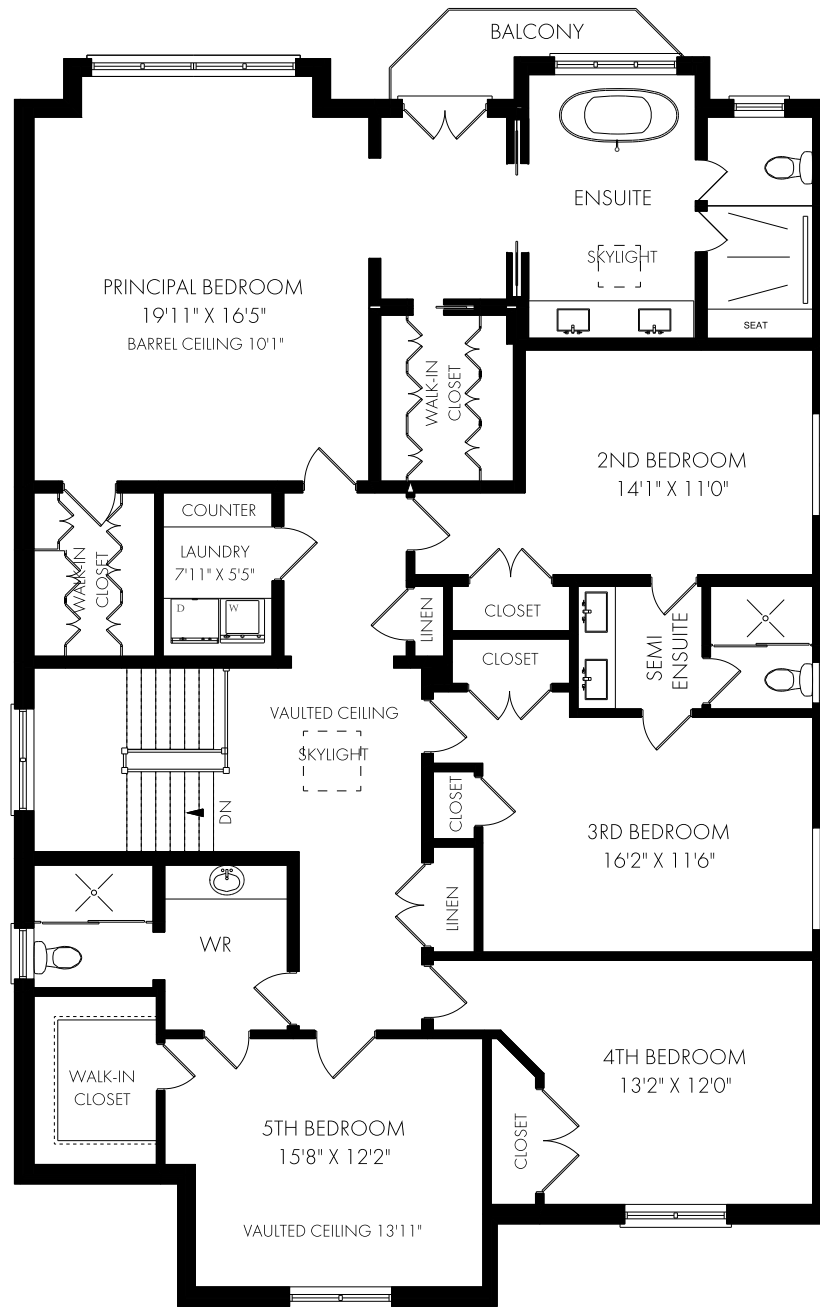 BALCONY
ENSUITE
SKYLIGHT
SEAT
PRINCIPAL BEDROOM
19'11" X 16'5"
BARREL CEILING 10'1"
WALK-IN
CLOSET
2ND BEDROOM
14'1" X 11'0"
WALK-IN
CLOSET
COUNTER
LAUNDRY
7'11" X 5'5"
D
W
LINEN
CLOSET
CLOSET
SEMI
ENSUITE
VAULTED CEILING
SKYLIGHT
DN
CLOSET
3RD BEDROOM
16'2" X 11'6"
LINEN
WR
WALK-IN
CLOSET
4TH BEDROOM
13'2" X 12'0"
CLOSET
5TH BEDROOM
15'8" X 12'2"
VAULTED CEILING 13'11"